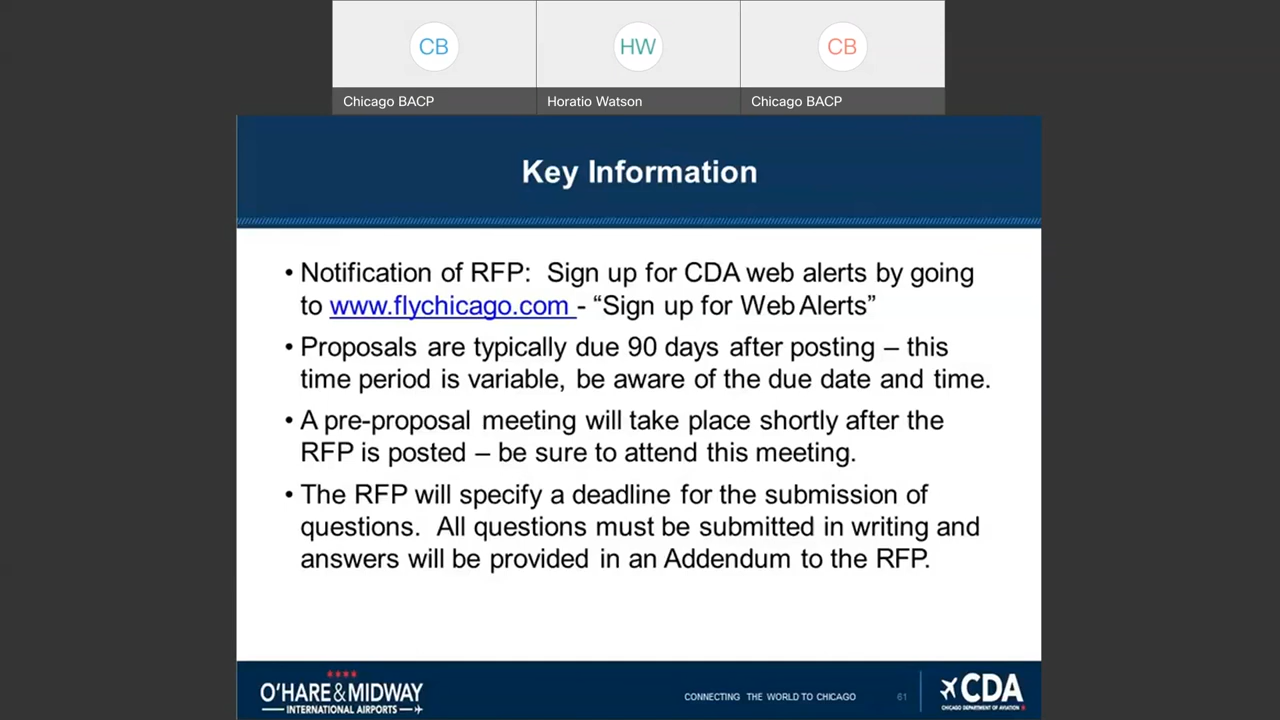 CB
HW
CB
Chicago BACP
Horatio Watson
Chicago BACP
Key Information
• Notification of RFP: Sign up for CDA web alerts by going
to www.flychicago.com - “Sign up for Web Alerts”
• Proposals are typically due 90 days after posting – this
time period is variable, be aware of the due date and time.
• A pre-proposal meeting will take place shortly after the
RFP is posted – be sure to attend this meeting.
• The RFP will specify a deadline for the submission of
questions. All questions must be submitted in writing and
answers will be provided in an Addendum to the RFP.
O'HARE & MIDWAY
INTERNATIONAL AIRPORTS
CONNECTING THE WORLD TO CHICAGO
61
CDA
CHICAGO DEPARTMENT OF AVIATION